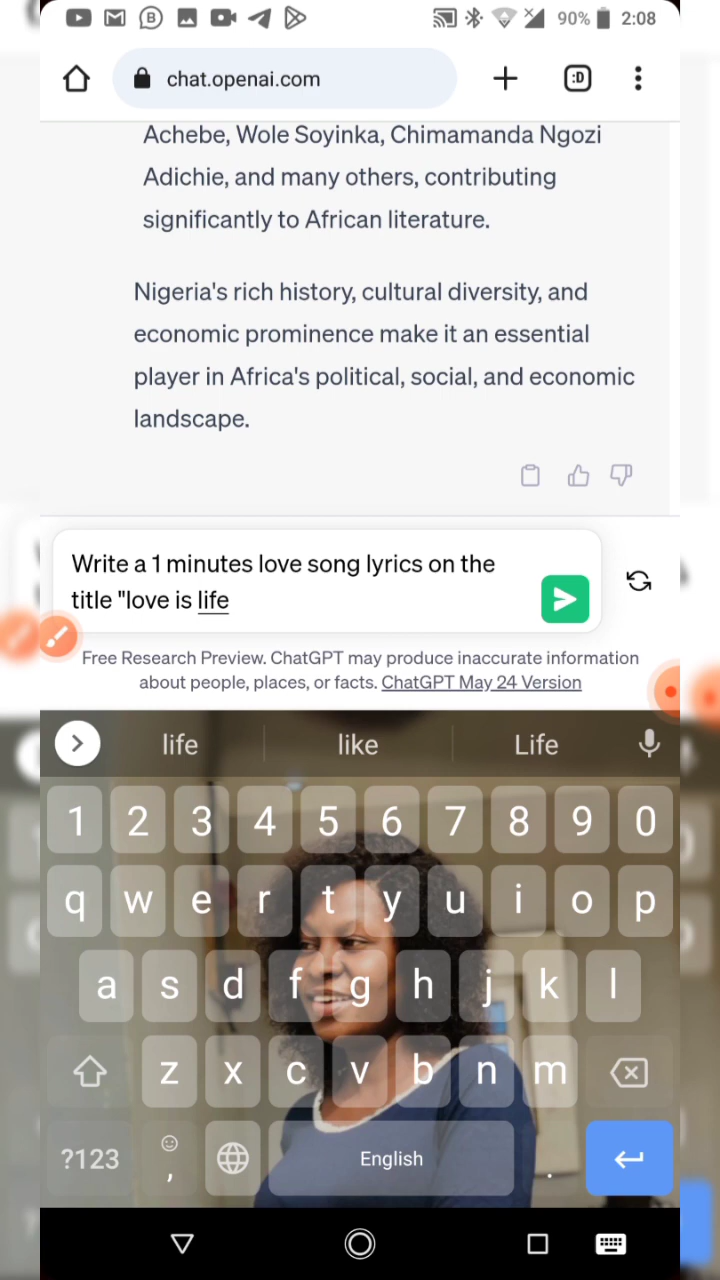 90% 2:08
chat.openai.com :D
Achebe, Wole Soyinka, Chimamanda Ngozi
Adichie, and many others, contributing
significantly to African literature.
Nigeria's rich history, cultural diversity, and
economic prominence make it an essential
player in Africa's political, social, and economic
landscape.
Write a 1 minutes love song lyrics on the
title "love is life
Free Research Preview. ChatGPT may produce inaccurate information
about people, places, or facts. ChatGPT May 24 Version
life like Life
1 2 3 4 5 6 7 8 9 0
q w e r t y u i o p
a s d f g h j k l
z x c v b n m
?123 , English .